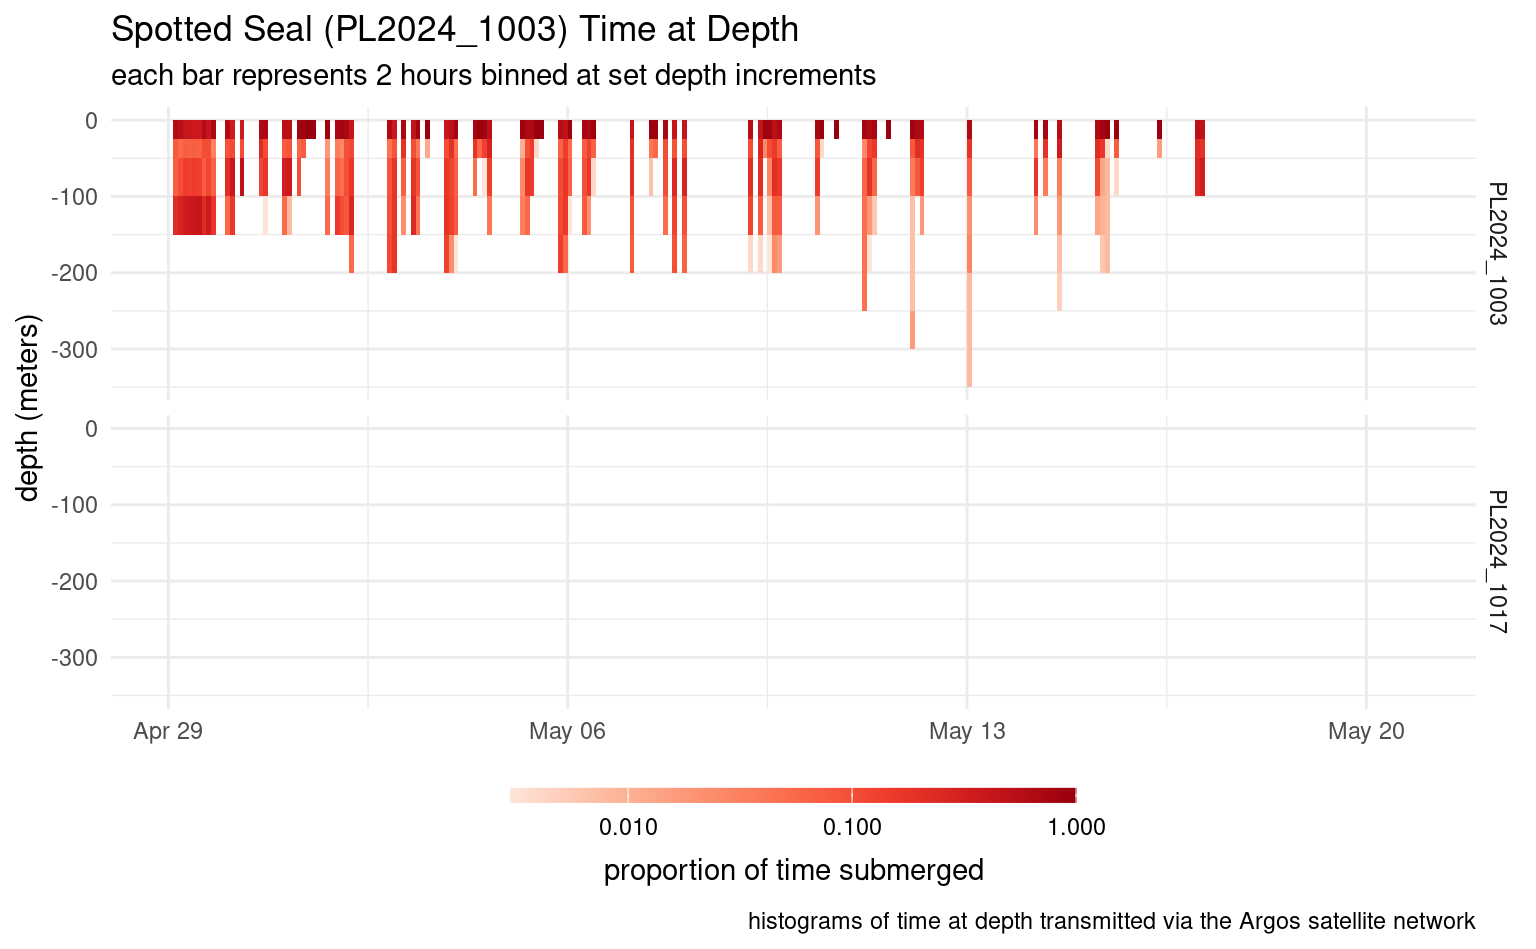 Spotted Seal (PL2024_1003) Time at Depth
each bar represents 2 hours binned at set depth increments
depth (meters)
0
-100
-200
-300
PL2024_1003
0
-100
-200
-300
PL2024_1017
Apr 29
May 06
May 13
May 20
0.010
0.100
1.000
proportion of time submerged
histograms of time at depth transmitted via the Argos satellite network